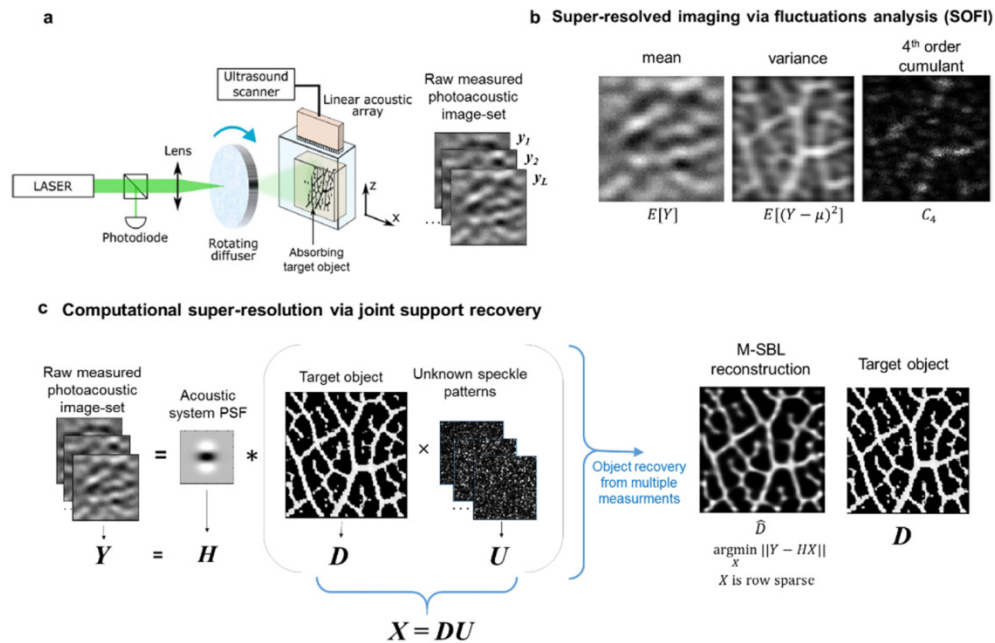 a
Ultrasound
scanner
Linear acoustic
array
Raw measured
photoacoustic
image-set
y1
y2
yL
...
Lens
LASER
Photodiode
Rotating
diffuser
Absorbing
target object
z
x
b Super-resolved imaging via fluctuations analysis (SOFI)
mean
variance
4th order
cumulant
E[Y]
E[(Y − μ)²]
C₄
c Computational super-resolution via joint support recovery
Raw measured
photoacoustic
image-set
...
Acoustic
system PSF
Target object
Unknown speckle
patterns
...
= * ×
Y = H D U
X = DU
Object recovery
from multiple
measurments
M-SBL
reconstruction
Target object
D̂
argmin ||Y − HX||
X
X is row sparse
D